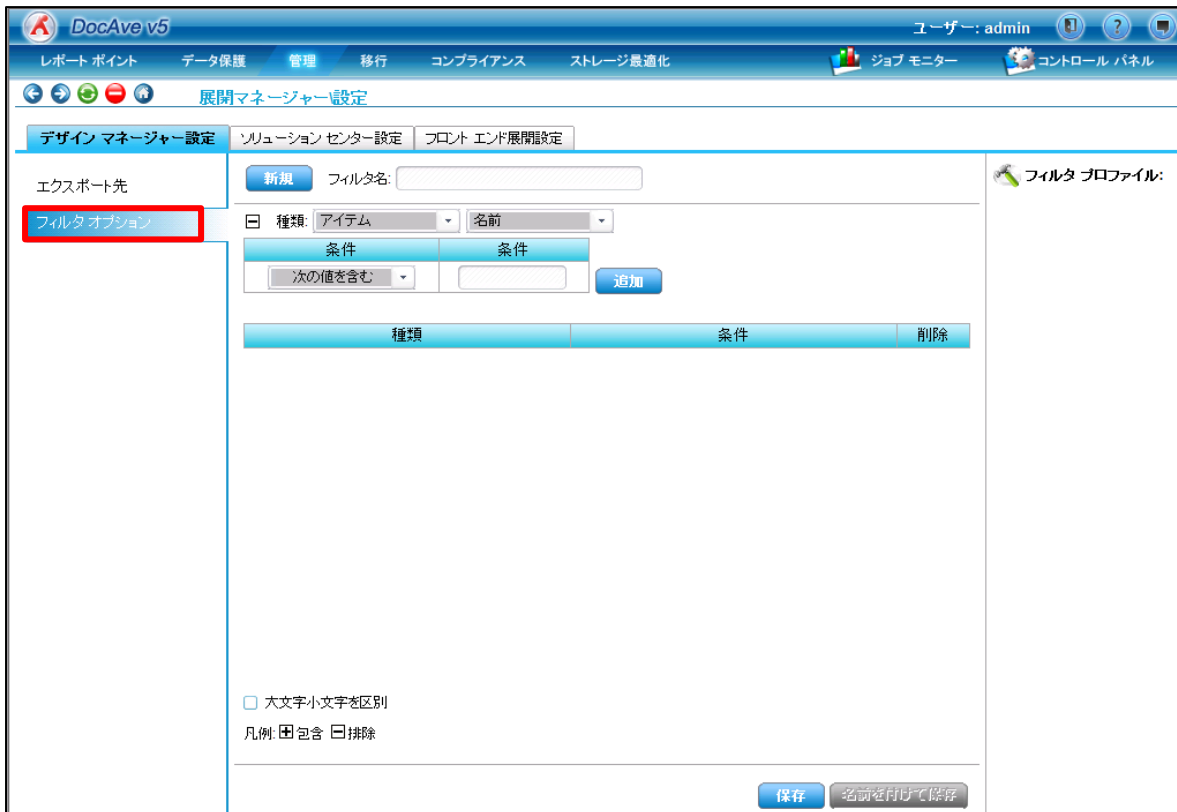 DocAve v5 ユーザー: admin
レポート ポイント データ保護 管理 移行 コンプライアンス ストレージ最適化 ジョブ モニター コントロール パネル
展開マネージャー\設定
デザイン マネージャー設定 ソリューション センター設定 フロント エンド展開設定
エクスポート先
フィルタ オプション
新規 フィルタ名:
種類: アイテム 名前
条件 条件
次の値を含む 追加
種類 条件 削除
大文字小文字を区別
凡例: 包含 排除
保存 名前を付けて保存
フィルタ プロファイル: